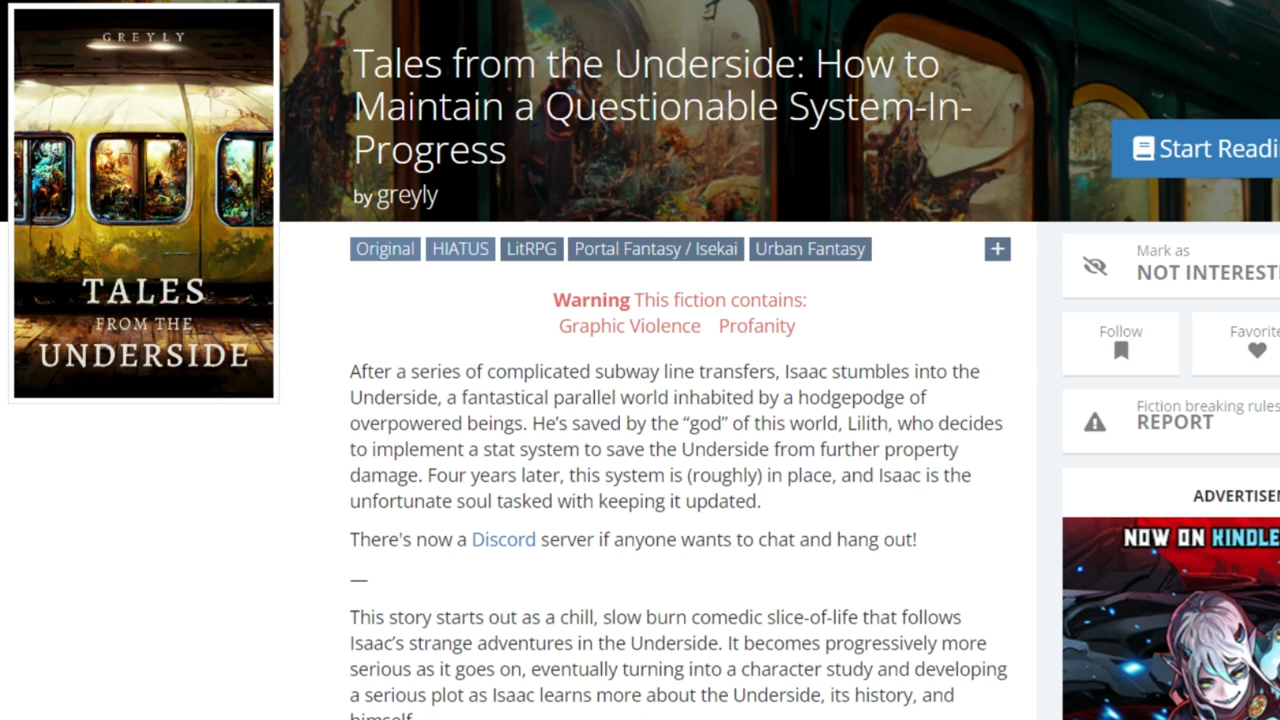 GREYLY
TALES
FROM THE
UNDERSIDE
Tales from the Underside: How to
Maintain a Questionable System-In-
Progress
by greyly
Start Readi
Original HIATUS LitRPG Portal Fantasy / Isekai Urban Fantasy +
Warning This fiction contains:
Graphic Violence Profanity
After a series of complicated subway line transfers, Isaac stumbles into the
Underside, a fantastical parallel world inhabited by a hodgepodge of
overpowered beings. He’s saved by the “god” of this world, Lilith, who decides
to implement a stat system to save the Underside from further property
damage. Four years later, this system is (roughly) in place, and Isaac is the
unfortunate soul tasked with keeping it updated.
There's now a Discord server if anyone wants to chat and hang out!
—
This story starts out as a chill, slow burn comedic slice-of-life that follows
Isaac’s strange adventures in the Underside. It becomes progressively more
serious as it goes on, eventually turning into a character study and developing
a serious plot as Isaac learns more about the Underside, its history, and
himself.
Mark as
NOT INTEREST
Follow
Favorite
Fiction breaking rules
REPORT
ADVERTISE
NOW ON KINDLE